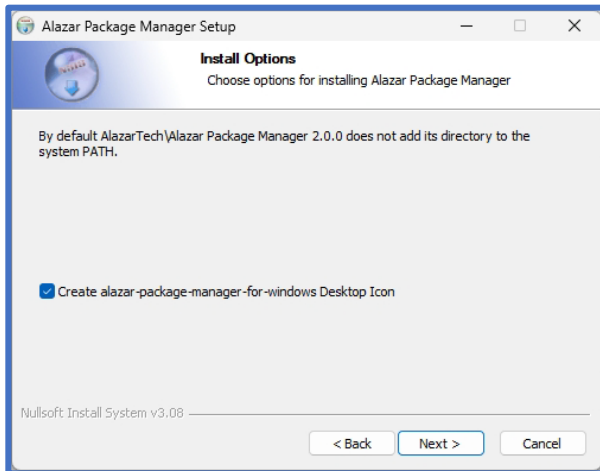 Alazar Package Manager Setup
Install Options
Choose options for installing Alazar Package Manager
By default AlazarTech\Alazar Package Manager 2.0.0 does not add its directory to the
system PATH.
Create alazar-package-manager-for-windows Desktop Icon
Nullsoft Install System v3.08
< Back Next > Cancel